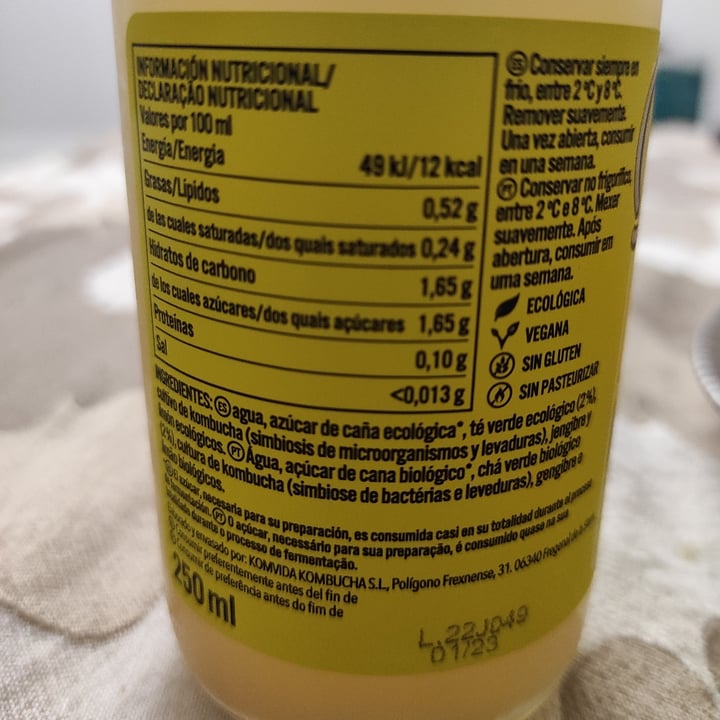 INFORMACIÓN NUTRICIONAL/
DECLARAÇÃO NUTRICIONAL
Valores por 100 ml
Energía/Energia 49 kJ/12 kcal
Grasas/Lípidos 0,52 g
de las cuales saturadas/dos quais saturados 0,24 g
Hidratos de carbono 1,65 g
de los cuales azúcares/dos quais açúcares 1,65 g
Proteínas 0,10 g
Sal <0,013 g
ES Conservar siempre en
frío, entre 2 °C y 8 °C.
Remover suavemente.
Una vez abierta, consumir
en una semana.
PT Conservar no frigorífico,
entre 2 °C e 8 °C. Mexer
suavemente. Após
abertura, consumir em
uma semana.
ECOLÓGICA
VEGANA
SIN GLUTEN
SIN PASTEURIZAR
INGREDIENTES: ES agua, azúcar de caña ecológica*, té verde ecológico (2%),
cultivo de kombucha (simbiosis de microorganismos y levaduras), jengibre y
limón ecológicos. PT Água, açúcar de cana biológico*, chá verde biológico
(2%), cultura de kombucha (simbiose de bactérias e leveduras), gengibre e
limão biológicos.
*ES El azúcar, necesaria para su preparación, es consumida casi en su totalidad durante el proceso
de fermentación. PT O açúcar, necessário para sua preparação, é consumido quase na sua
totalidade durante o processo de fermentação.
Elaborado y envasado por: KOMVIDA KOMBUCHA S.L., Polígono Frexnense, 31. 06340 Fregenal de la Sierra,
ES Consumir preferentemente antes del fin de
PT Consumir de preferência antes do fim de
250 ml
L.22J049
01/23